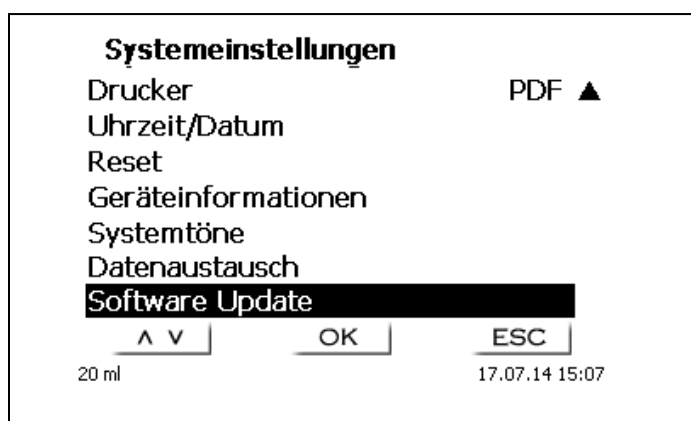 Systemeinstellungen
Drucker PDF ▲
Uhrzeit/Datum
Reset
Geräteinformationen
Systemtöne
Datenaustausch
Software Update
∧ ∨ OK ESC
20 ml 17.07.14 15:07